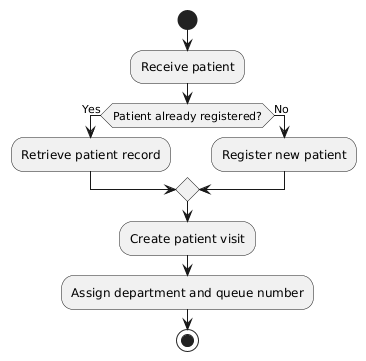 Receive patient
Patient already registered?
Yes
No
Retrieve patient record
Register new patient
Create patient visit
Assign department and queue number